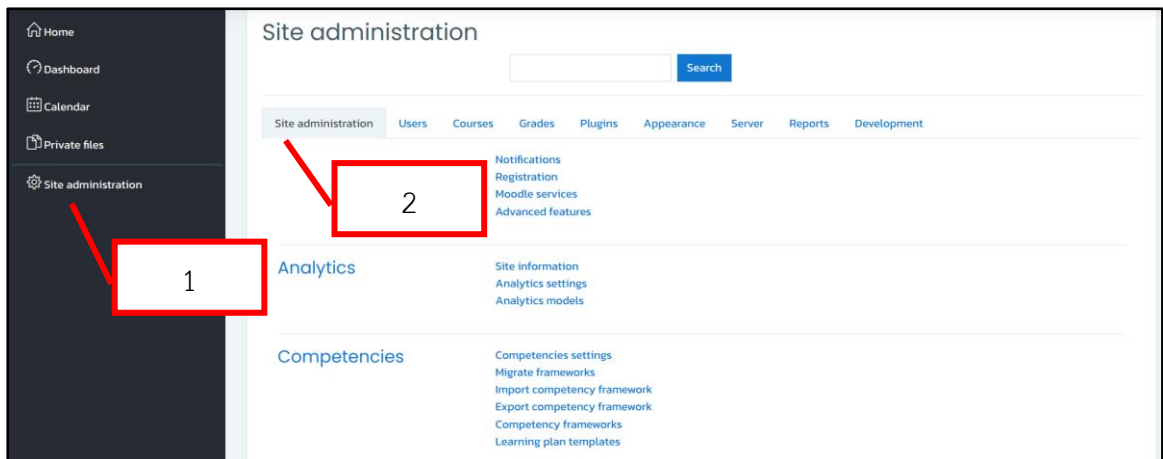 Home
Dashboard
Calendar
Private files
Site administration
1
Site administration
Search
Site administration Users Courses Grades Plugins Appearance Server Reports Development
2
Notifications
Registration
Moodle services
Advanced features
Analytics
Site information
Analytics settings
Analytics models
Competencies
Competencies settings
Migrate frameworks
Import competency framework
Export competency framework
Competency frameworks
Learning plan templates